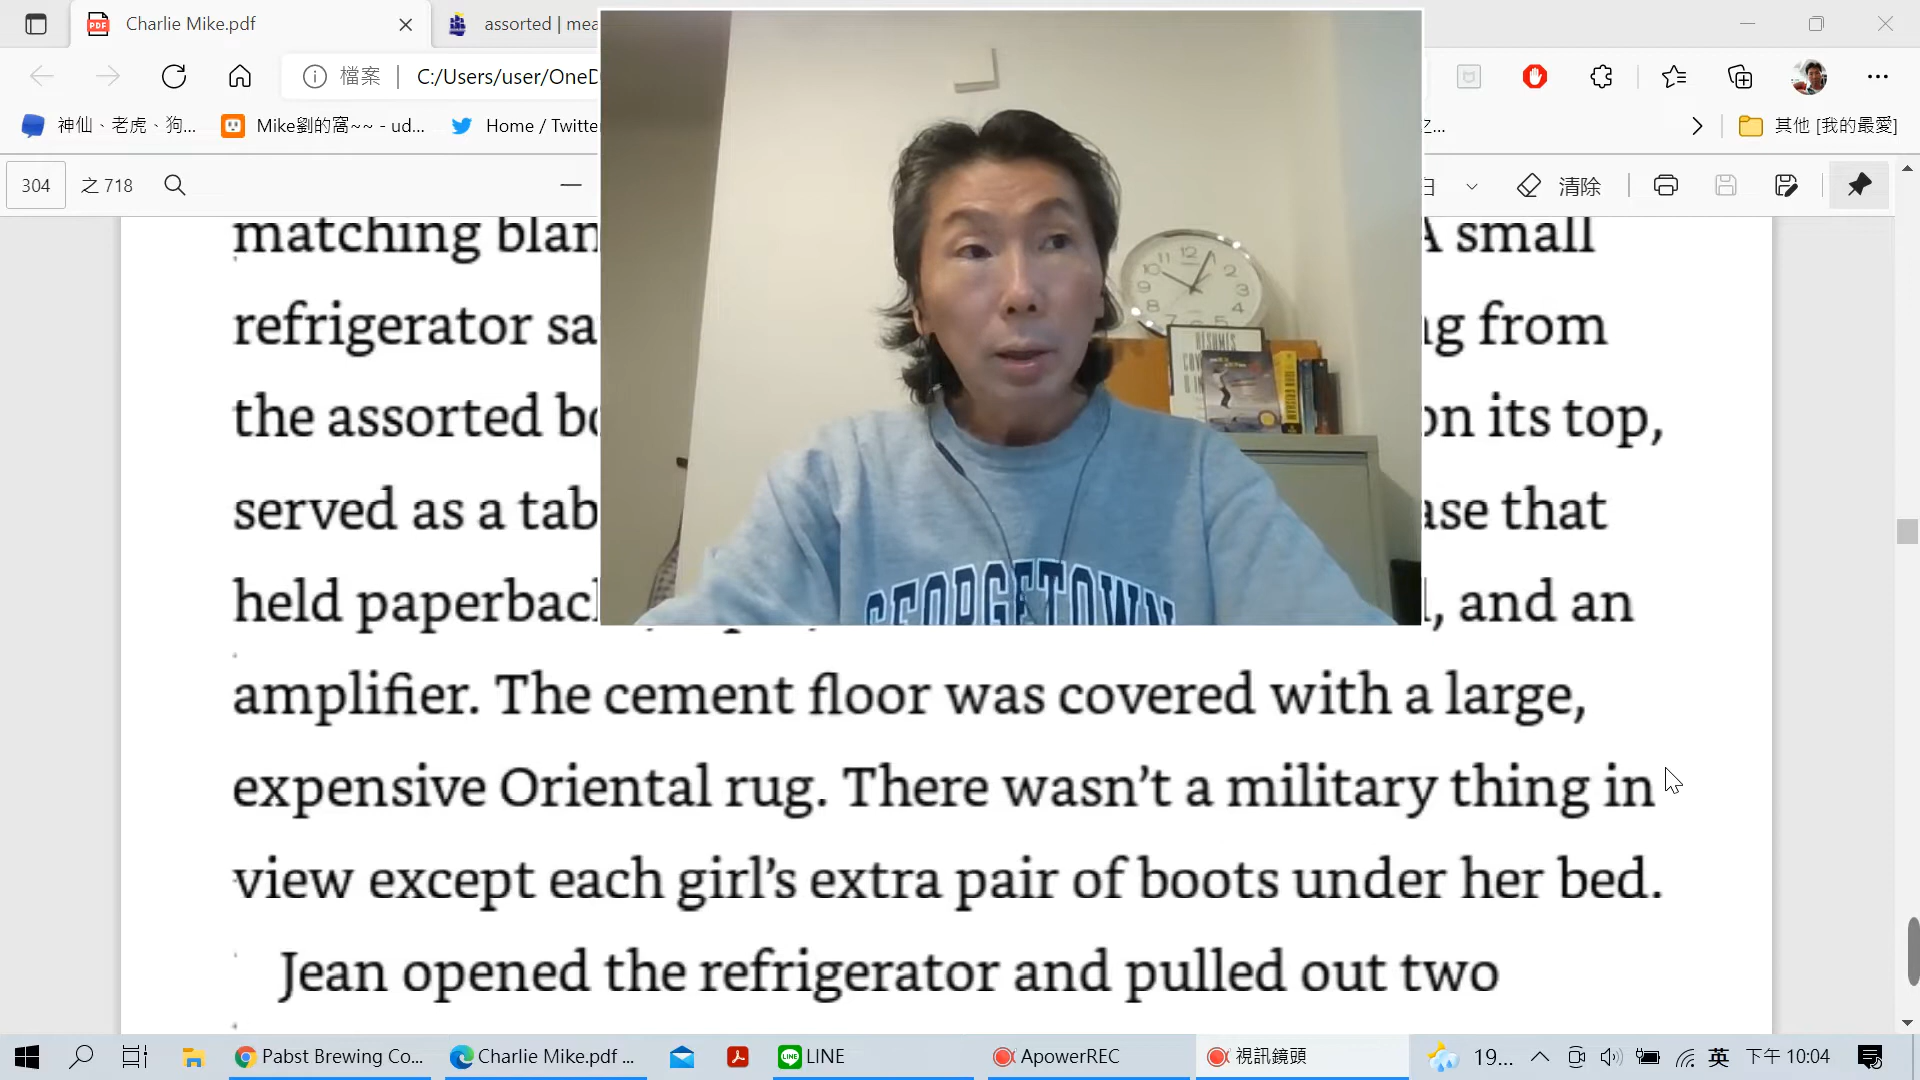 Charlie Mike.pdf
assorted | mea
檔案
C:/Users/user/OneD
神仙、老虎、狗...
Mike劉的窩~~ - ud...
Home / Twitte
其他 [我的最愛]
304
之 718
清除
matching blan
A small
refrigerator sa
g from
the assorted bo
on its top,
served as a tab
ase that
held paperback
, and an
amplifier. The cement floor was covered with a large,
expensive Oriental rug. There wasn’t a military thing in
view except each girl’s extra pair of boots under her bed.
Jean opened the refrigerator and pulled out two
GEORGETOWN
RÉSUMÉS
Pabst Brewing Co...
Charlie Mike.pdf ...
LINE
ApowerREC
視訊鏡頭
19...
英
下午 10:04